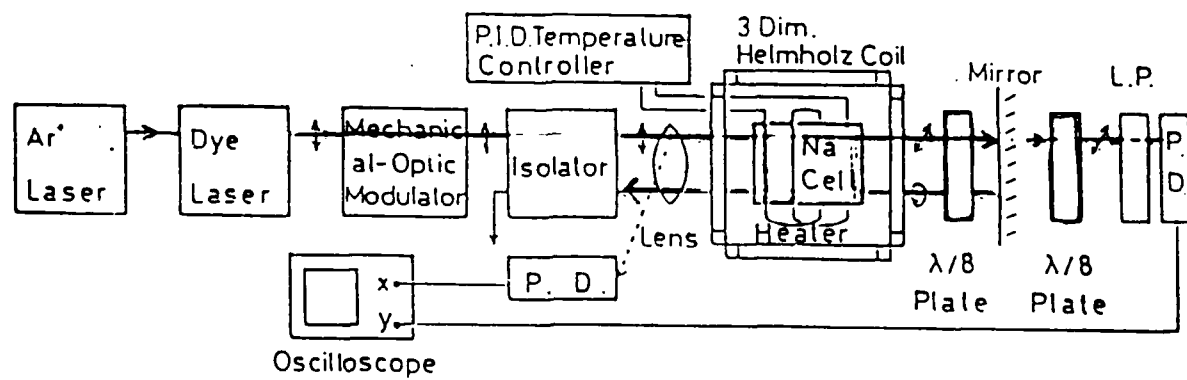 P.I.D.Temperature
Controller
3 Dim.
Helmholz Coil
Mirror
L.P.
Ar⁺
Laser
Dye
Laser
Mechanic
al-Optic
Modulator
Isolator
Lens
Na
Cell
Heater
P.
D.
λ/8
Plate
λ/8
Plate
P. D.
x
y
Oscilloscope